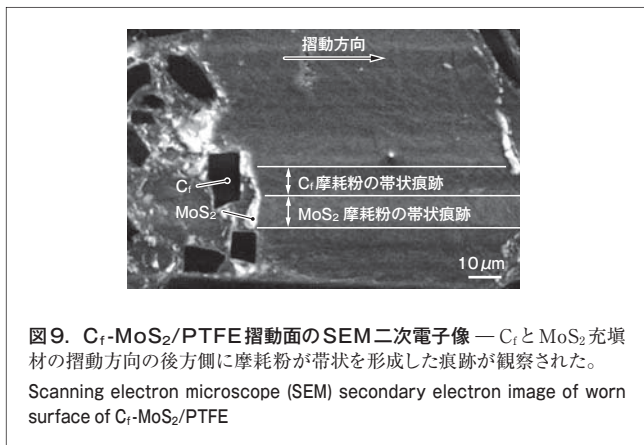 摺動方向
Cf
Cf摩耗粉の帯状痕跡
MoS2
MoS2 摩耗粉の帯状痕跡
10 μm
図9. Cf-MoS2/PTFE摺動面のSEM二次電子像 — CfとMoS2充塡
材の摺動方向の後方側に摩耗粉が帯状を形成した痕跡が観察された。
Scanning electron microscope (SEM) secondary electron image of worn
surface of Cf-MoS2/PTFE